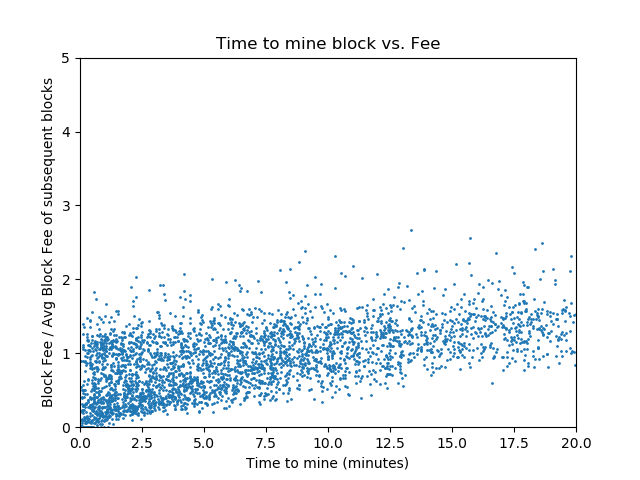 Time to mine block vs. Fee
Block Fee / Avg Block Fee of subsequent blocks
5
4
3
2
1
0
0.0 2.5 5.0 7.5 10.0 12.5 15.0 17.5 20.0
Time to mine (minutes)